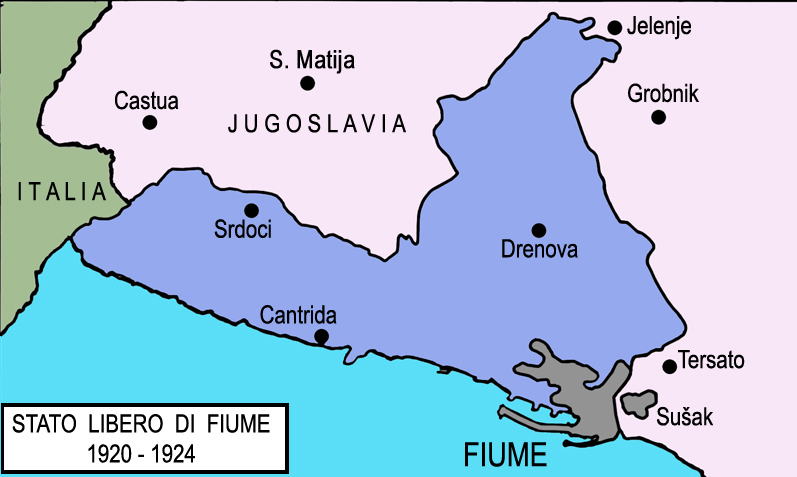 Jelenje
S. Matija
Castua
Grobnik
JUGOSLAVIA
ITALIA
Srdoci
Drenova
Cantrida
Tersato
Sušak
STATO LIBERO DI FIUME
1920 - 1924
FIUME